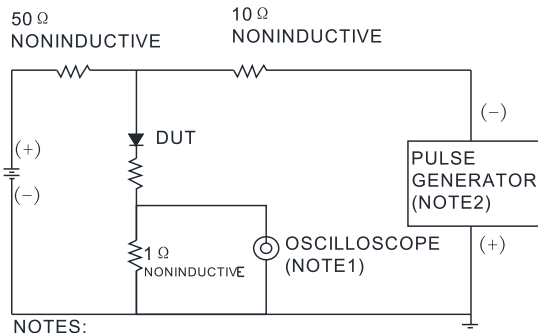 50 Ω
NONINDUCTIVE
10 Ω
NONINDUCTIVE
(+)
(−)
DUT
(−)
PULSE
GENERATOR
(NOTE2)
(+)
1 Ω
NONINDUCTIVE
OSCILLOSCOPE
(NOTE1)
NOTES: